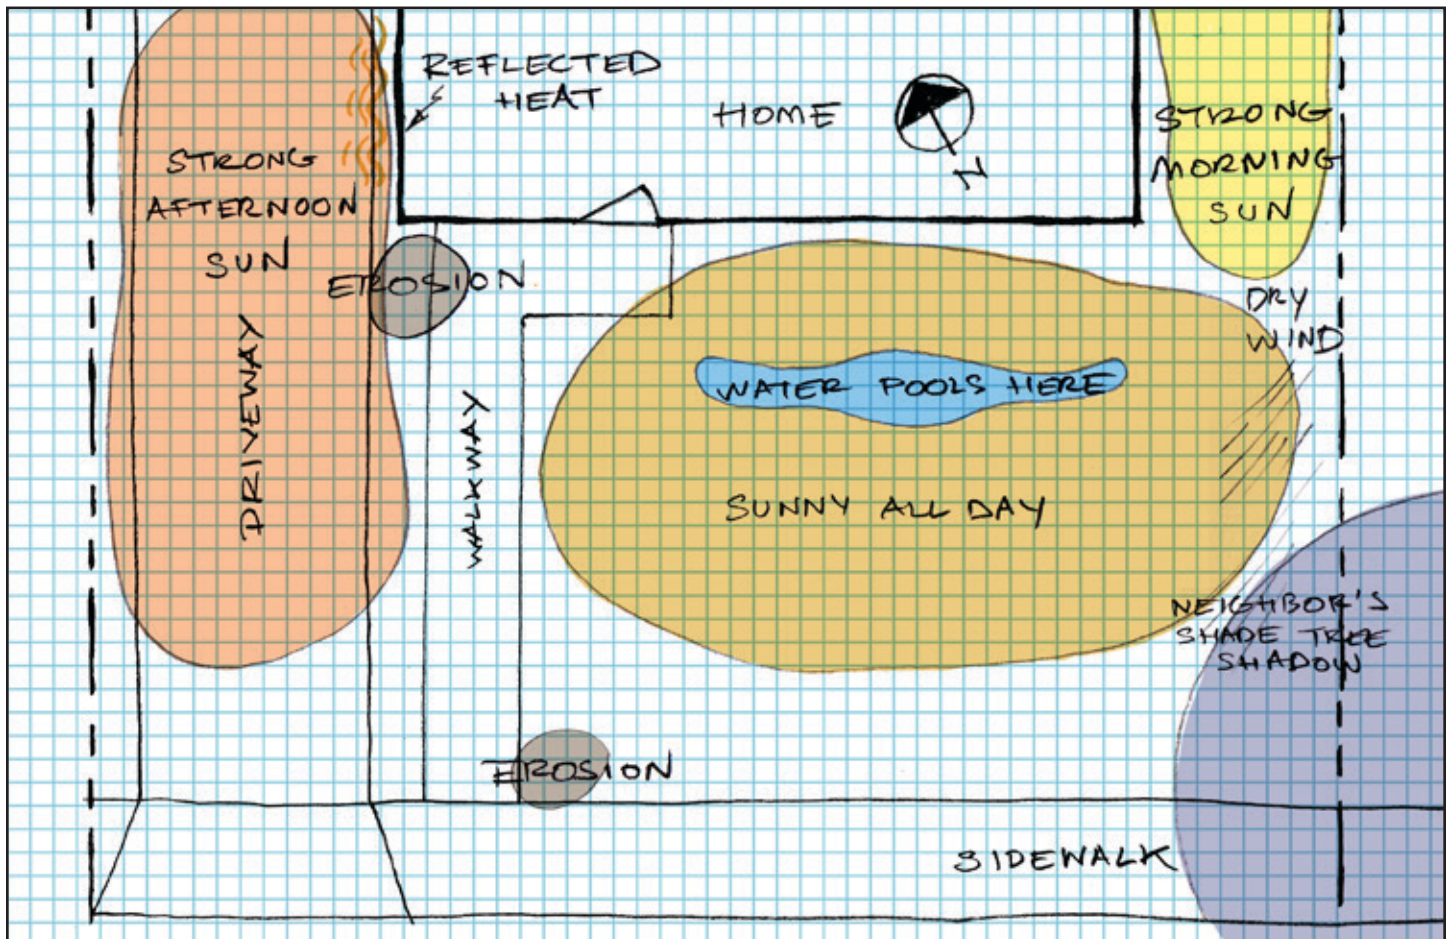 REFLECTED
HEAT
HOME
N
STRONG
AFTERNOON
SUN
STRONG
MORNING
SUN
EROSION
DRY
WIND
DRIVEWAY
WALKWAY
WATER POOLS HERE
SUNNY ALL DAY
NEIGHBOR'S
SHADE TREE
SHADOW
EROSION
SIDEWALK